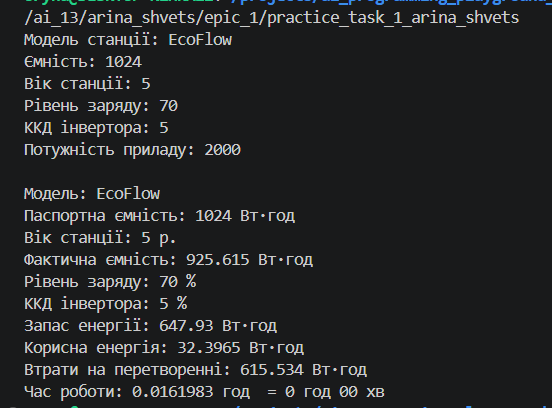 /ai_13/arina_shvets/epic_1/practice_task_1_arina_shvets
Модель станції: EcoFlow
Ємність: 1024
Вік станції: 5
Рівень заряду: 70
ККД інвертора: 5
Потужність приладу: 2000

Модель: EcoFlow
Паспортна ємність: 1024 Вт·год
Вік станції: 5 р.
Фактична ємність: 925.615 Вт·год
Рівень заряду: 70 %
ККД інвертора: 5 %
Запас енергії: 647.93 Вт·год
Корисна енергія: 32.3965 Вт·год
Втрати на перетворенні: 615.534 Вт·год
Час роботи: 0.0161983 год  = 0 год 00 хв